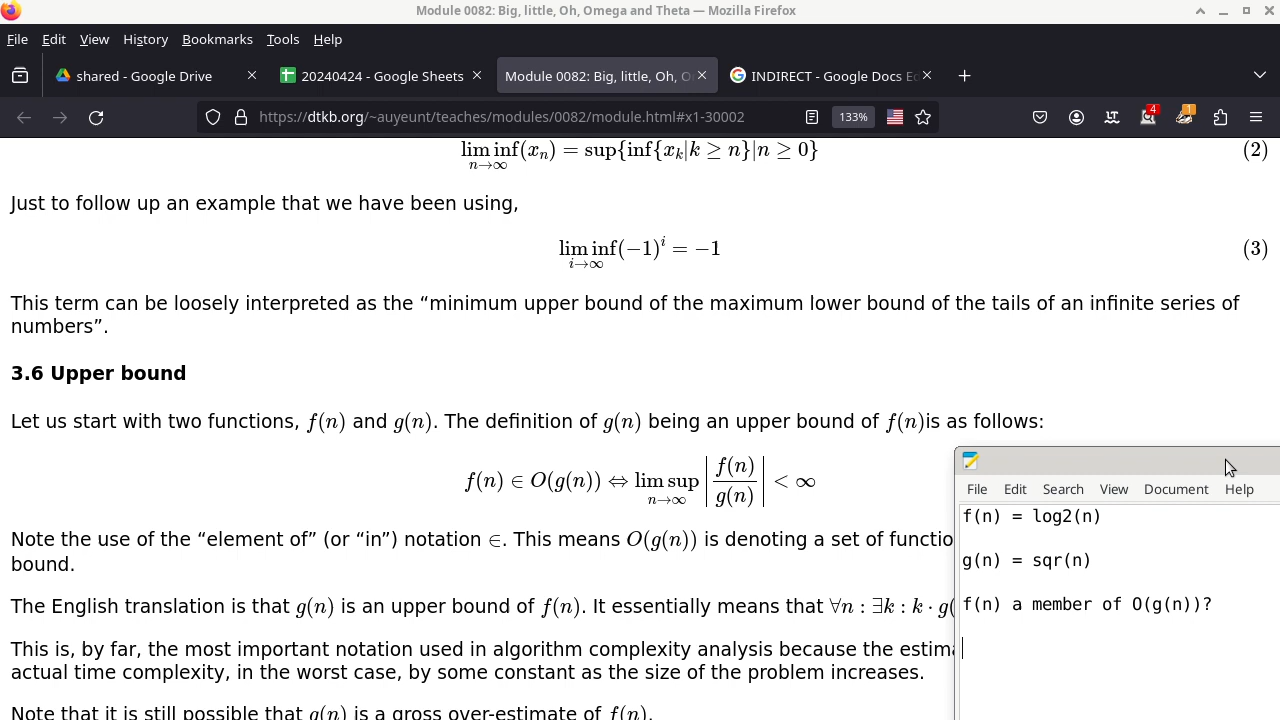 Module 0082: Big, little, Oh, Omega and Theta — Mozilla Firefox
File Edit View History Bookmarks Tools Help
shared - Google Drive
20240424 - Google Sheets
Module 0082: Big, little, Oh, O
INDIRECT - Google Docs Ed
https://dtkb.org/~auyeunt/teaches/modules/0082/module.html#x1-30002
133%
4
1
lim inf(xₙ) = sup{inf{xₖ|k ≥ n}|n ≥ 0} (2)
n→∞
Just to follow up an example that we have been using,
lim inf(−1)ⁱ = −1 (3)
i→∞
This term can be loosely interpreted as the “minimum upper bound of the maximum lower bound of the tails of an infinite series of
numbers”.
3.6 Upper bound
Let us start with two functions, f(n) and g(n). The definition of g(n) being an upper bound of f(n)is as follows:
f(n) ∈ O(g(n)) ⇔ lim sup |f(n)/g(n)| < ∞
n→∞
Note the use of the “element of” (or “in”) notation ∈. This means O(g(n)) is denoting a set of functio
bound.
The English translation is that g(n) is an upper bound of f(n). It essentially means that ∀n : ∃k : k · g(
This is, by far, the most important notation used in algorithm complexity analysis because the estima
actual time complexity, in the worst case, by some constant as the size of the problem increases.
Note that it is still possible that g(n) is a gross over-estimate of f(n).
File Edit Search View Document Help
f(n) = log2(n)
g(n) = sqr(n)
f(n) a member of O(g(n))?